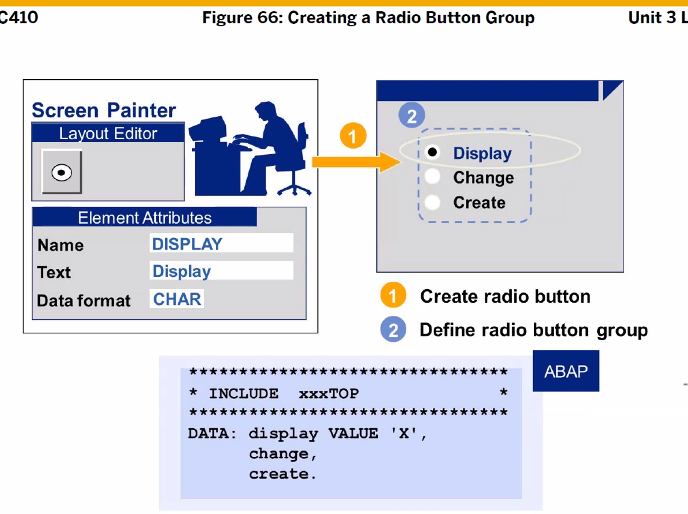 C410
Figure 66: Creating a Radio Button Group
Unit 3 L
Screen Painter
Layout Editor
Element Attributes
Name DISPLAY
Text Display
Data format CHAR
1
2
Display
Change
Create
1 Create radio button
2 Define radio button group
ABAP
********************************
* INCLUDE xxxTOP *
********************************
DATA: display VALUE 'X',
change,
create.